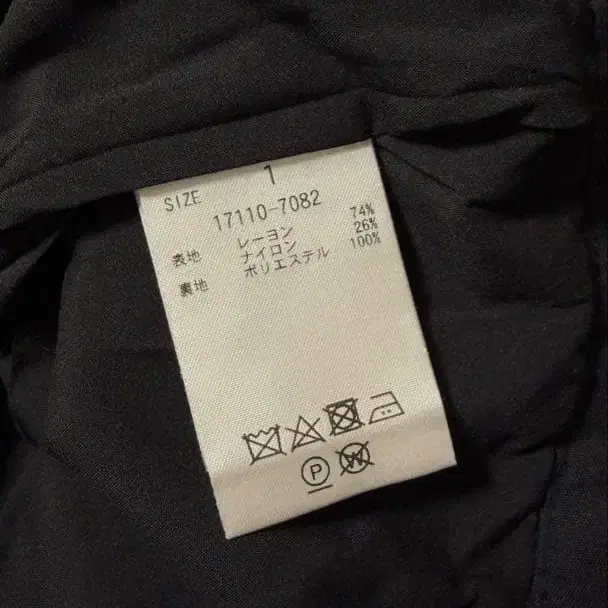 SIZE 1
17110-7082
表地 レーヨン 74%
ナイロン 26%
裏地 ポリエステル 100%
P W